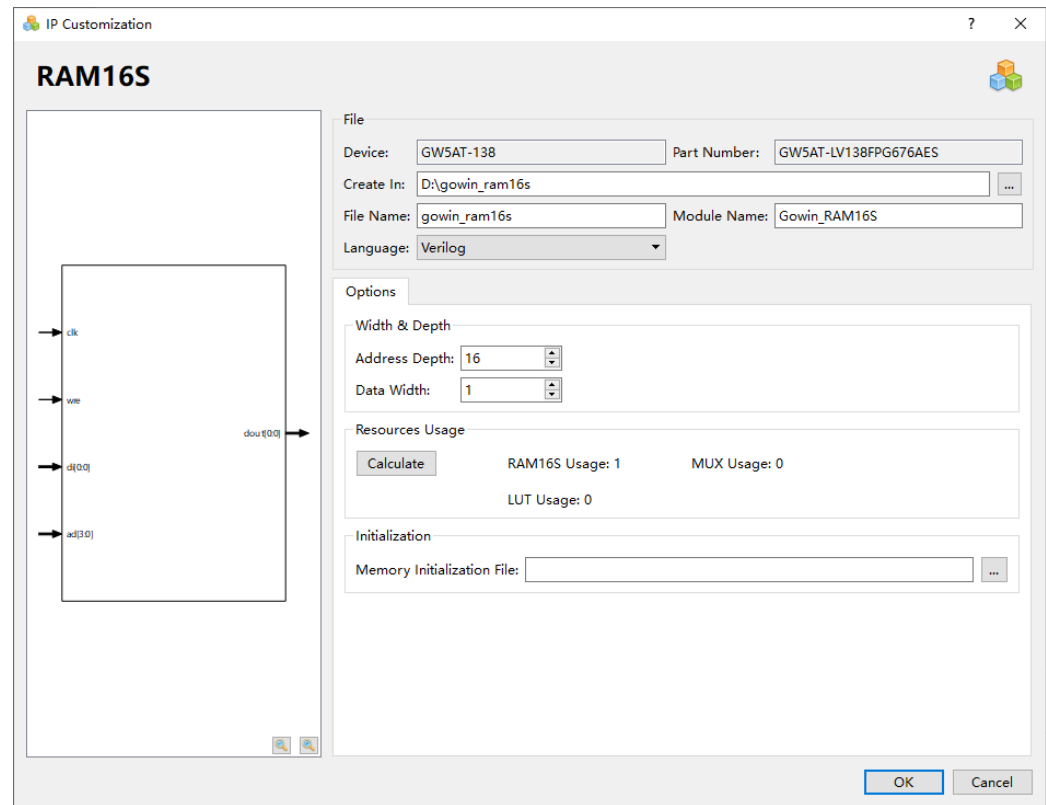 IP Customization
RAM16S
clk
wre
di[0:0]
ad[3:0]
dout[0:0]
File
Device: GW5AT-138 Part Number: GW5AT-LV138FPG676AES
Create In: D:\gowin_ram16s ...
File Name: gowin_ram16s Module Name: Gowin_RAM16S
Language: Verilog
Options
Width & Depth
Address Depth: 16
Data Width: 1
Resources Usage
Calculate RAM16S Usage: 1 MUX Usage: 0
LUT Usage: 0
Initialization
Memory Initialization File: ...
OK Cancel